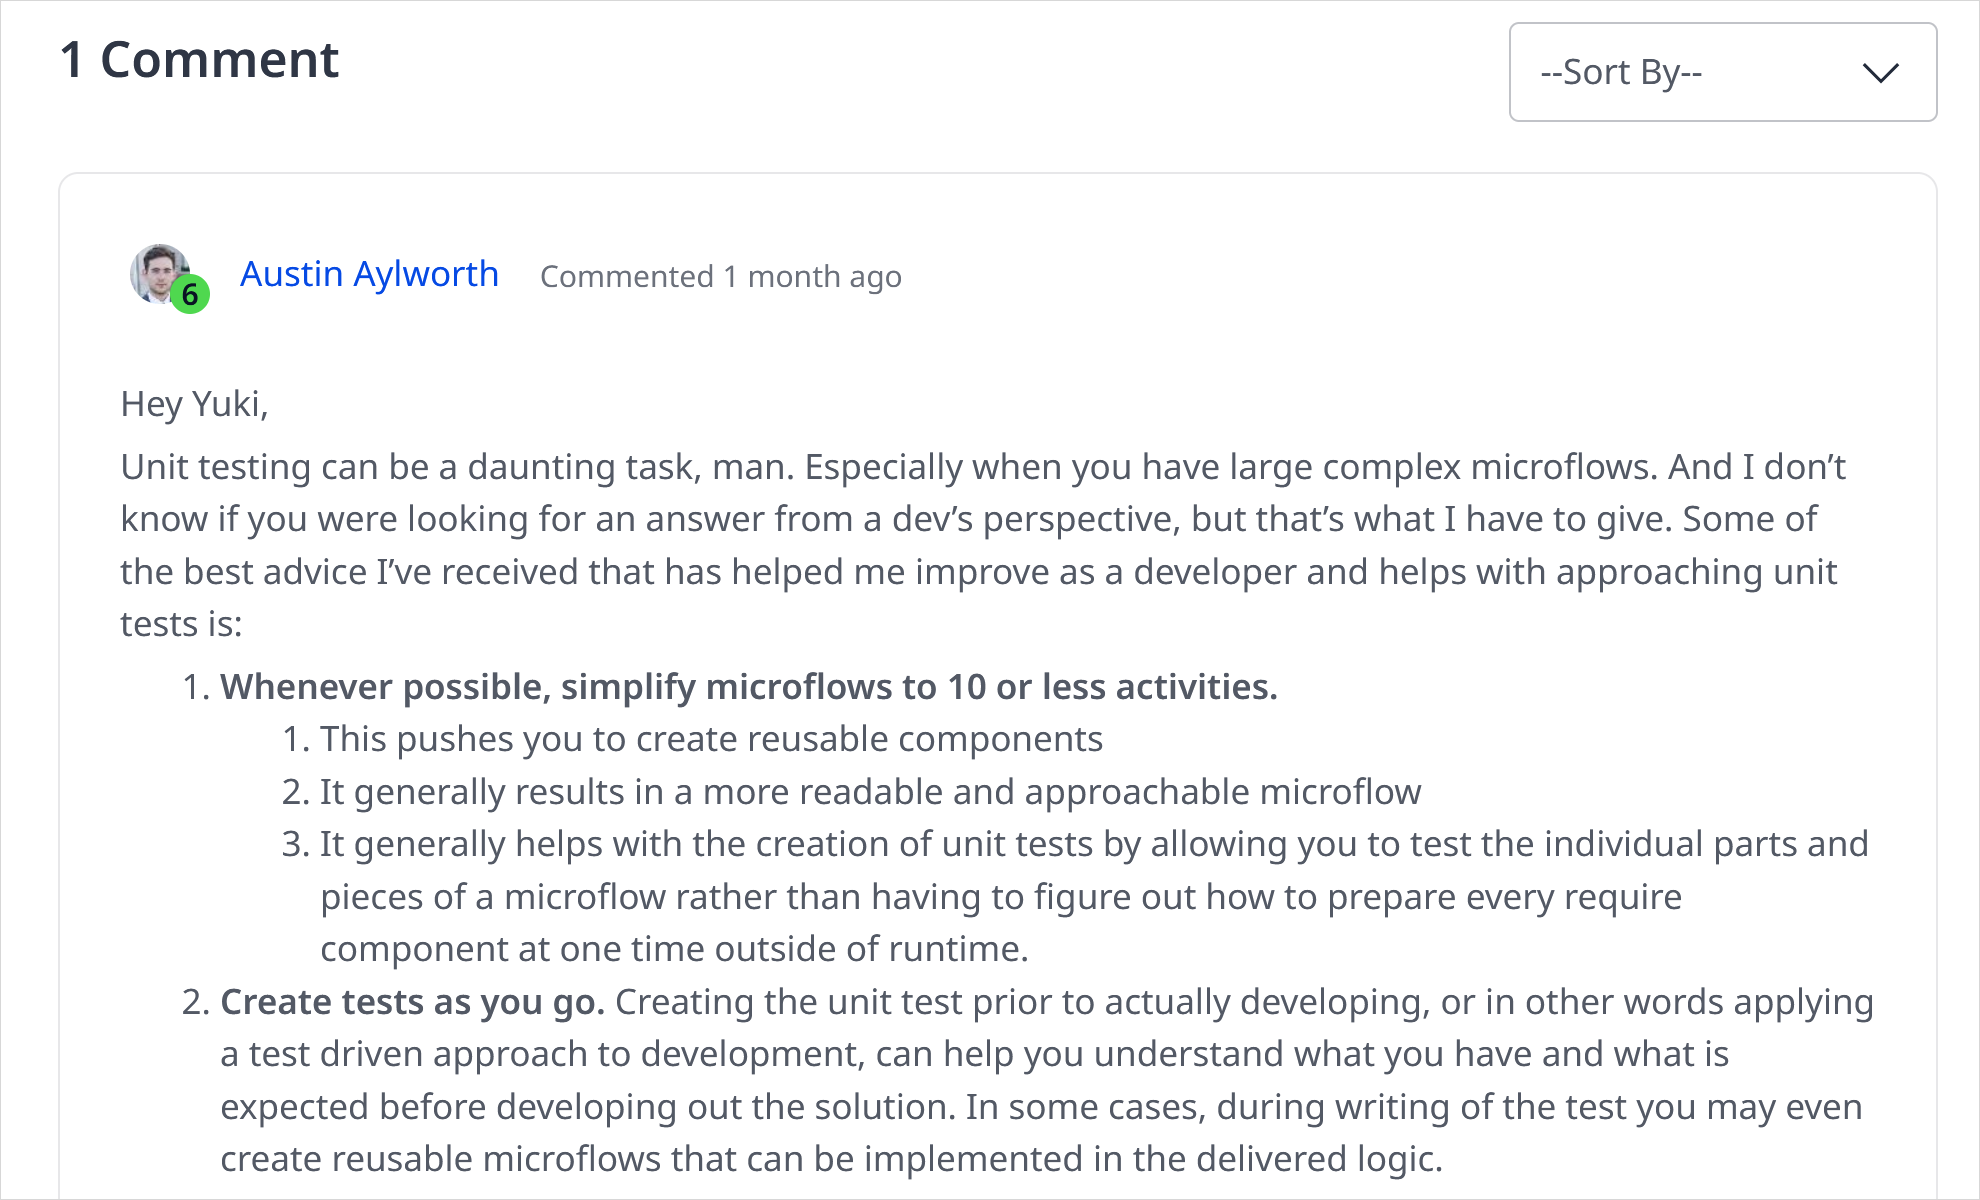 1 Comment
--Sort By--
6
Austin Aylworth Commented 1 month ago
Hey Yuki,
Unit testing can be a daunting task, man. Especially when you have large complex microflows. And I don’t
know if you were looking for an answer from a dev’s perspective, but that’s what I have to give. Some of
the best advice I’ve received that has helped me improve as a developer and helps with approaching unit
tests is:
1. Whenever possible, simplify microflows to 10 or less activities.
1. This pushes you to create reusable components
2. It generally results in a more readable and approachable microflow
3. It generally helps with the creation of unit tests by allowing you to test the individual parts and
pieces of a microflow rather than having to figure out how to prepare every require
component at one time outside of runtime.
2. Create tests as you go. Creating the unit test prior to actually developing, or in other words applying
a test driven approach to development, can help you understand what you have and what is
expected before developing out the solution. In some cases, during writing of the test you may even
create reusable microflows that can be implemented in the delivered logic.